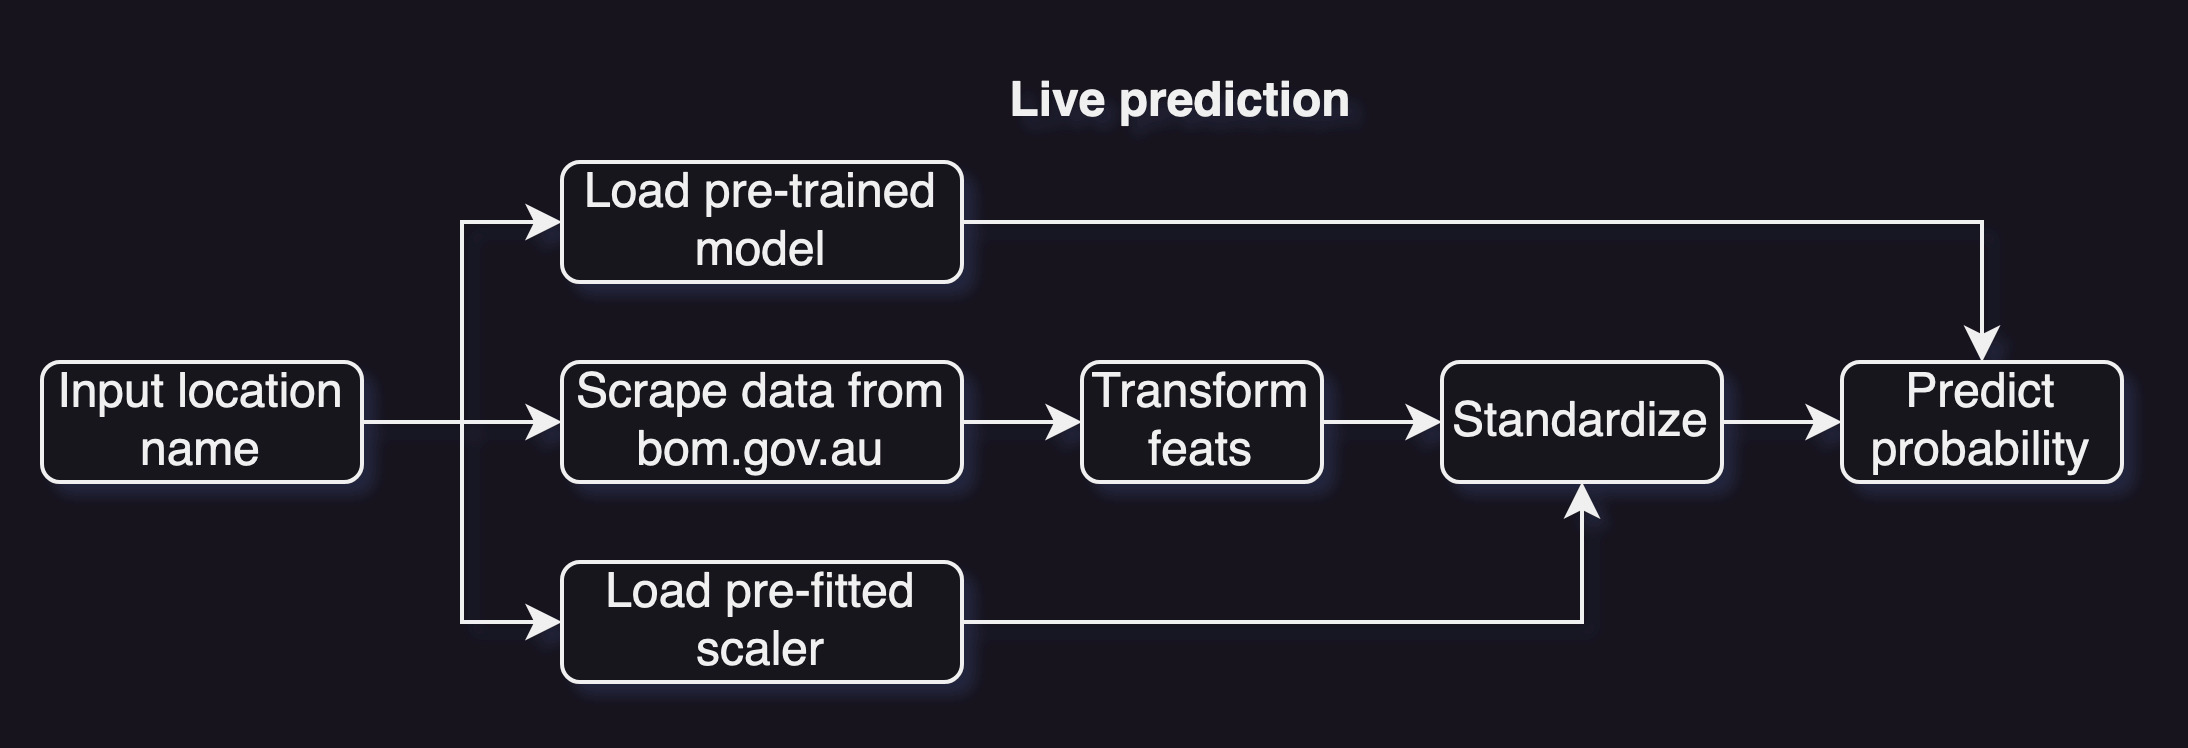 Live prediction
Load pre-trained
model
Input location
name
Scrape data from
bom.gov.au
Transform
feats
Standardize
Predict
probability
Load pre-fitted
scaler